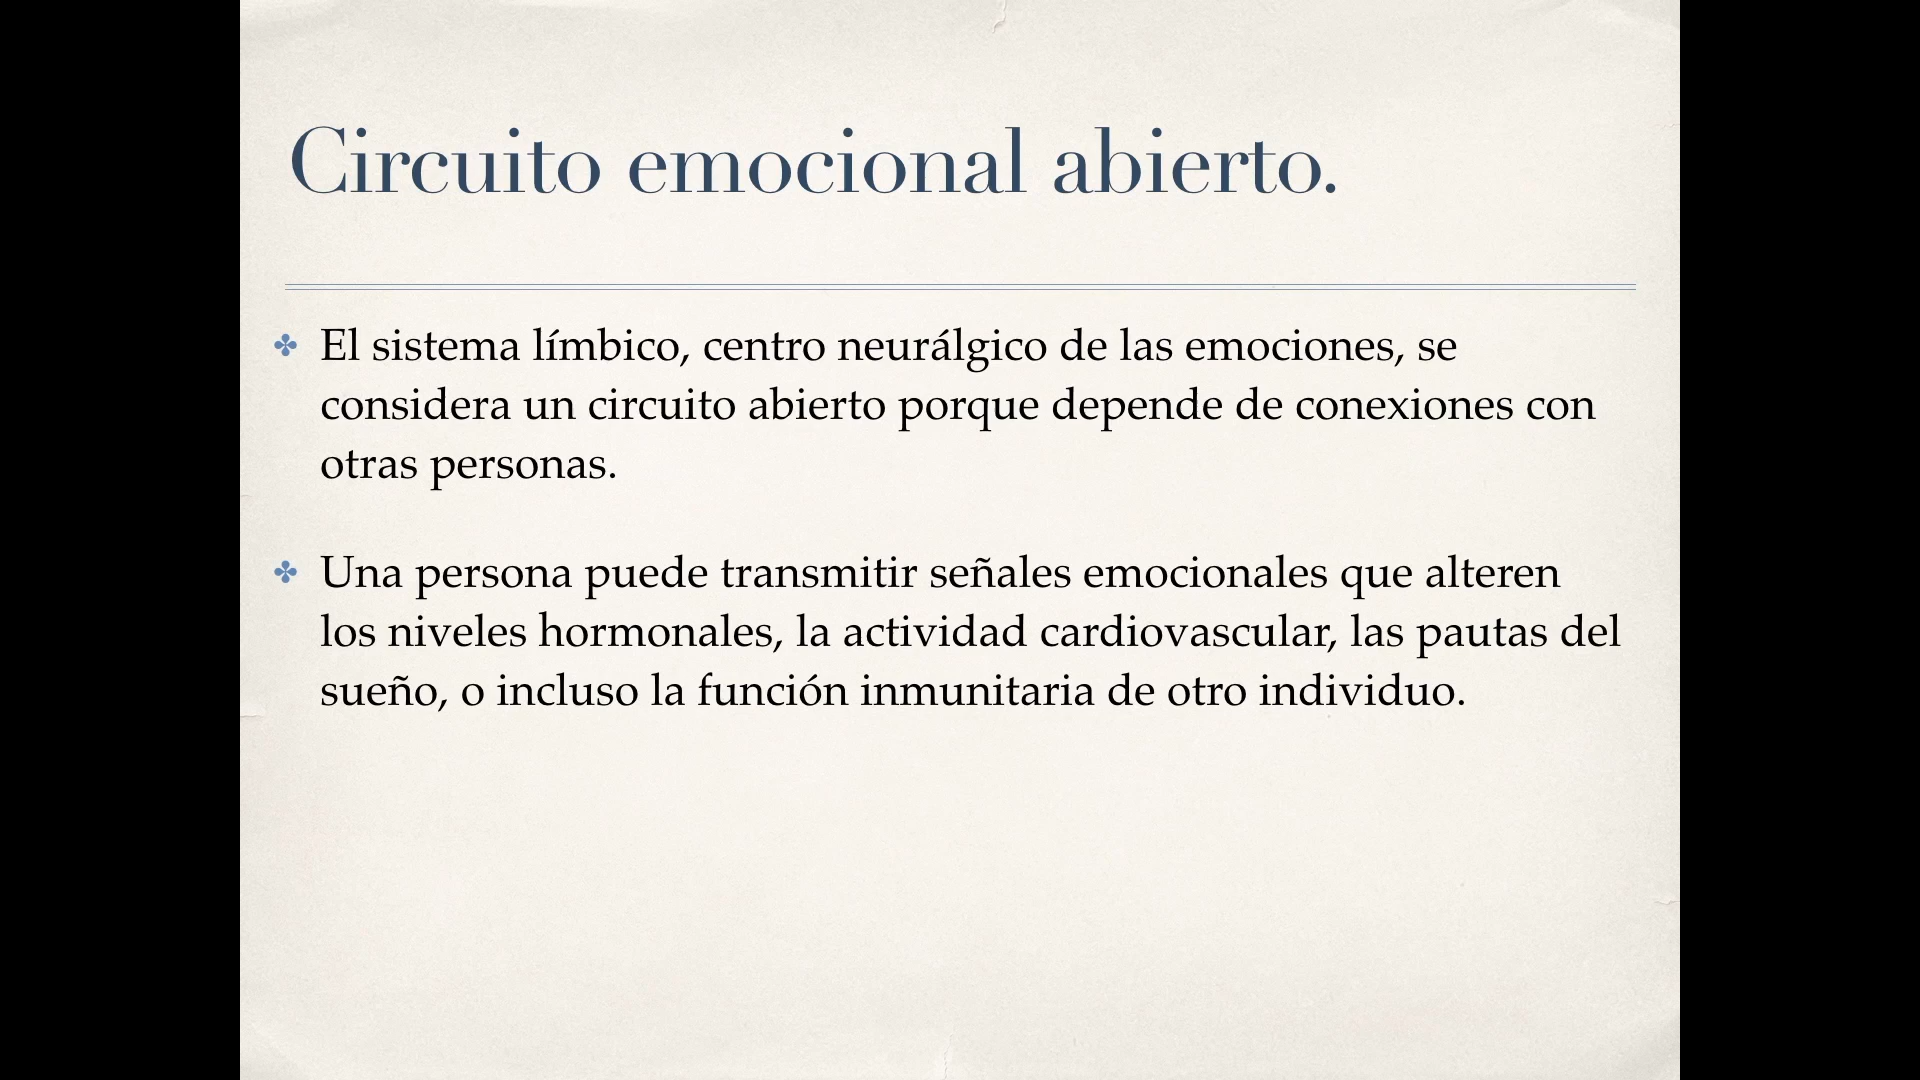 Circuito emocional abierto.
El sistema límbico, centro neurálgico de las emociones, se
considera un circuito abierto porque depende de conexiones con
otras personas.
Una persona puede transmitir señales emocionales que alteren
los niveles hormonales, la actividad cardiovascular, las pautas del
sueño, o incluso la función inmunitaria de otro individuo.